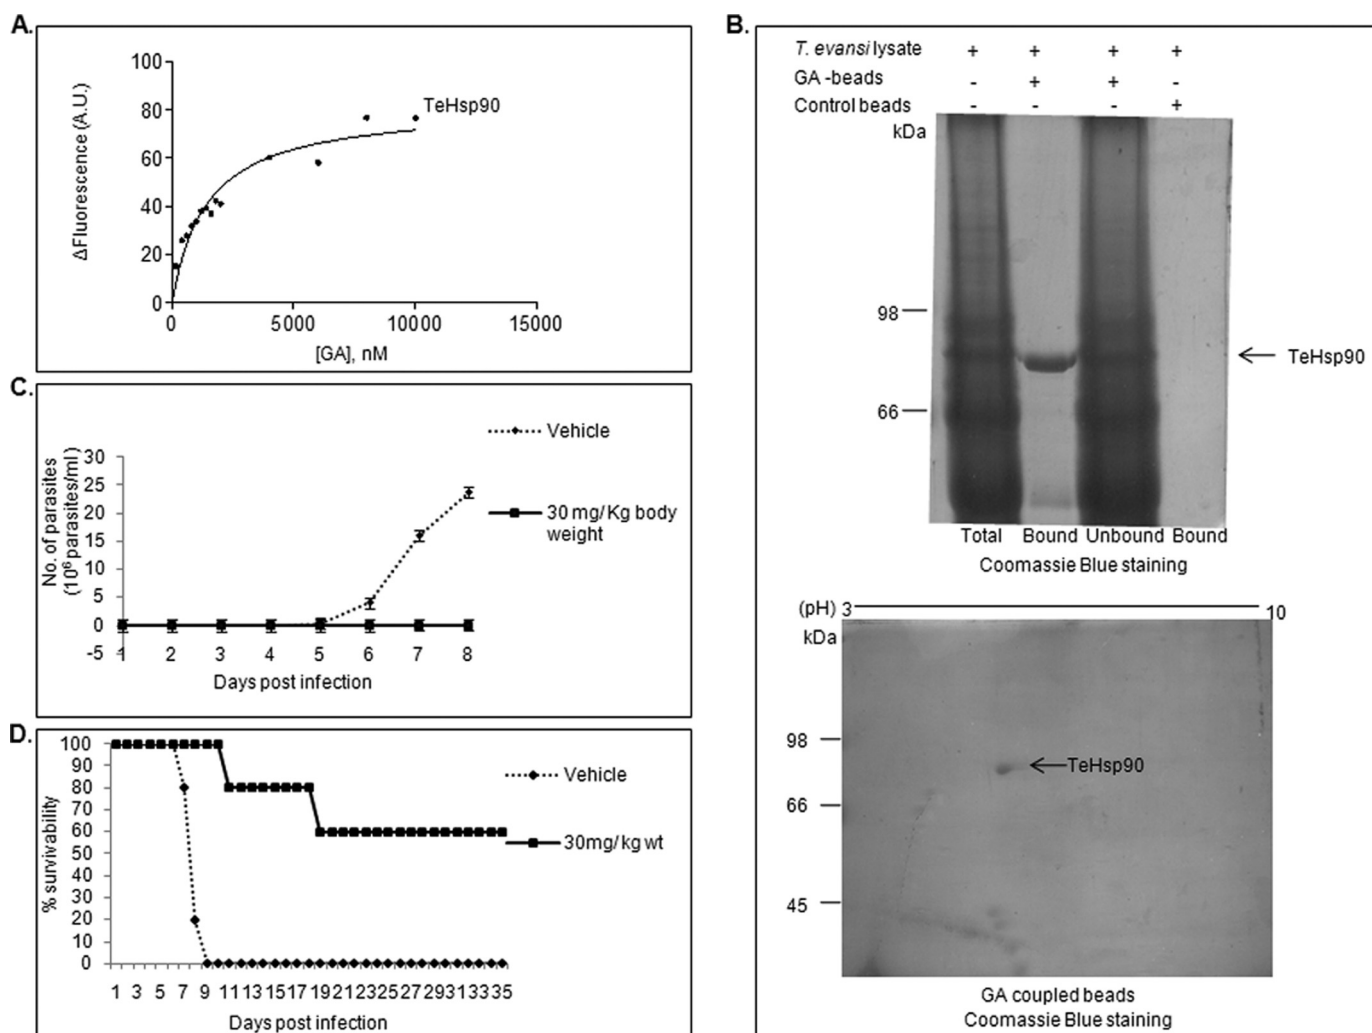 A.
100
80
60
40
20
0
ΔFluorescence (A.U.)
TeHsp90
0 5000 10000 15000
[GA], nM
B.
T. evansi lysate + + + +
GA -beads - + + -
Control beads - - - +
kDa
98
66
TeHsp90
Total Bound Unbound Bound
Coomassie Blue staining
(pH) 3 10
kDa
98
66
45
TeHsp90
GA coupled beads
Coomassie Blue staining
C.
Vehicle
30 mg/Kg body
weight
No. of parasites
(10⁶ parasites/ml)
30
25
20
15
10
5
0
-5
1 2 3 4 5 6 7 8
Days post infection
D.
% survivability
100
90
80
70
60
50
40
30
20
10
0
Vehicle
30mg/kg wt
1 3 5 7 9 11 13 15 17 19 21 23 25 27 29 31 33 35
Days post infection